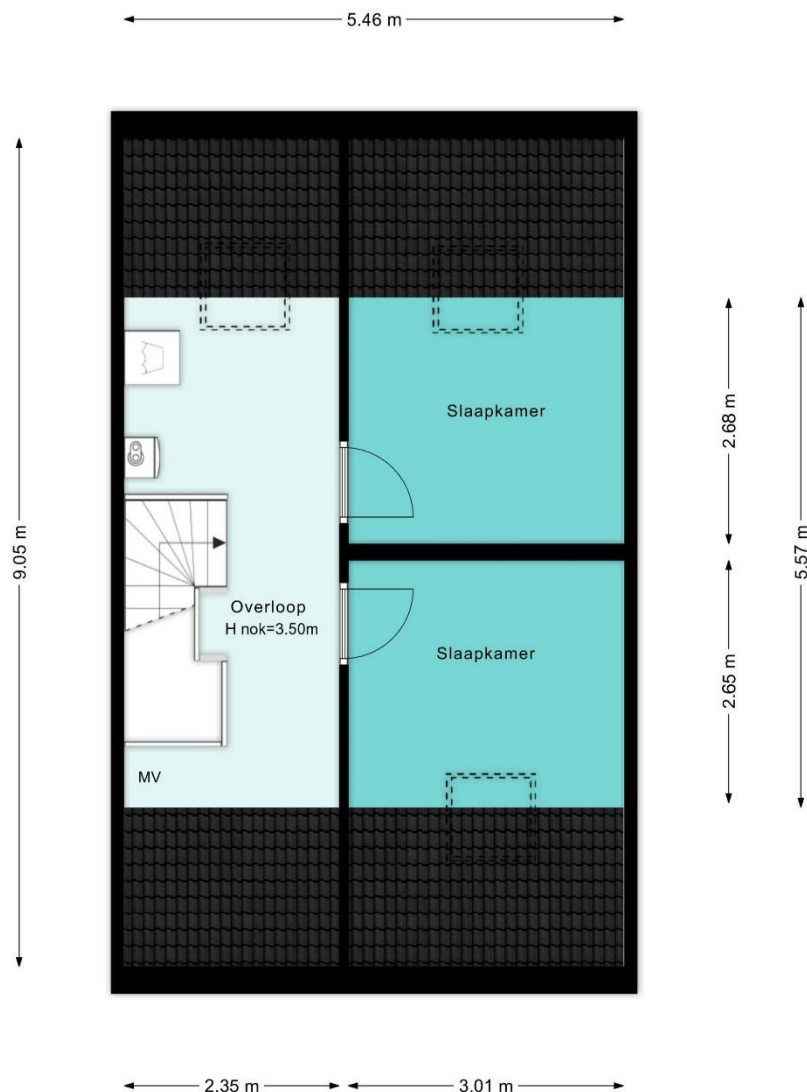 5.46 m
9.05 m
Slaapkamer
2.68 m
5.57 m
Overloop
H nok=3.50m
Slaapkamer
2.65 m
MV
2.35 m
3.01 m